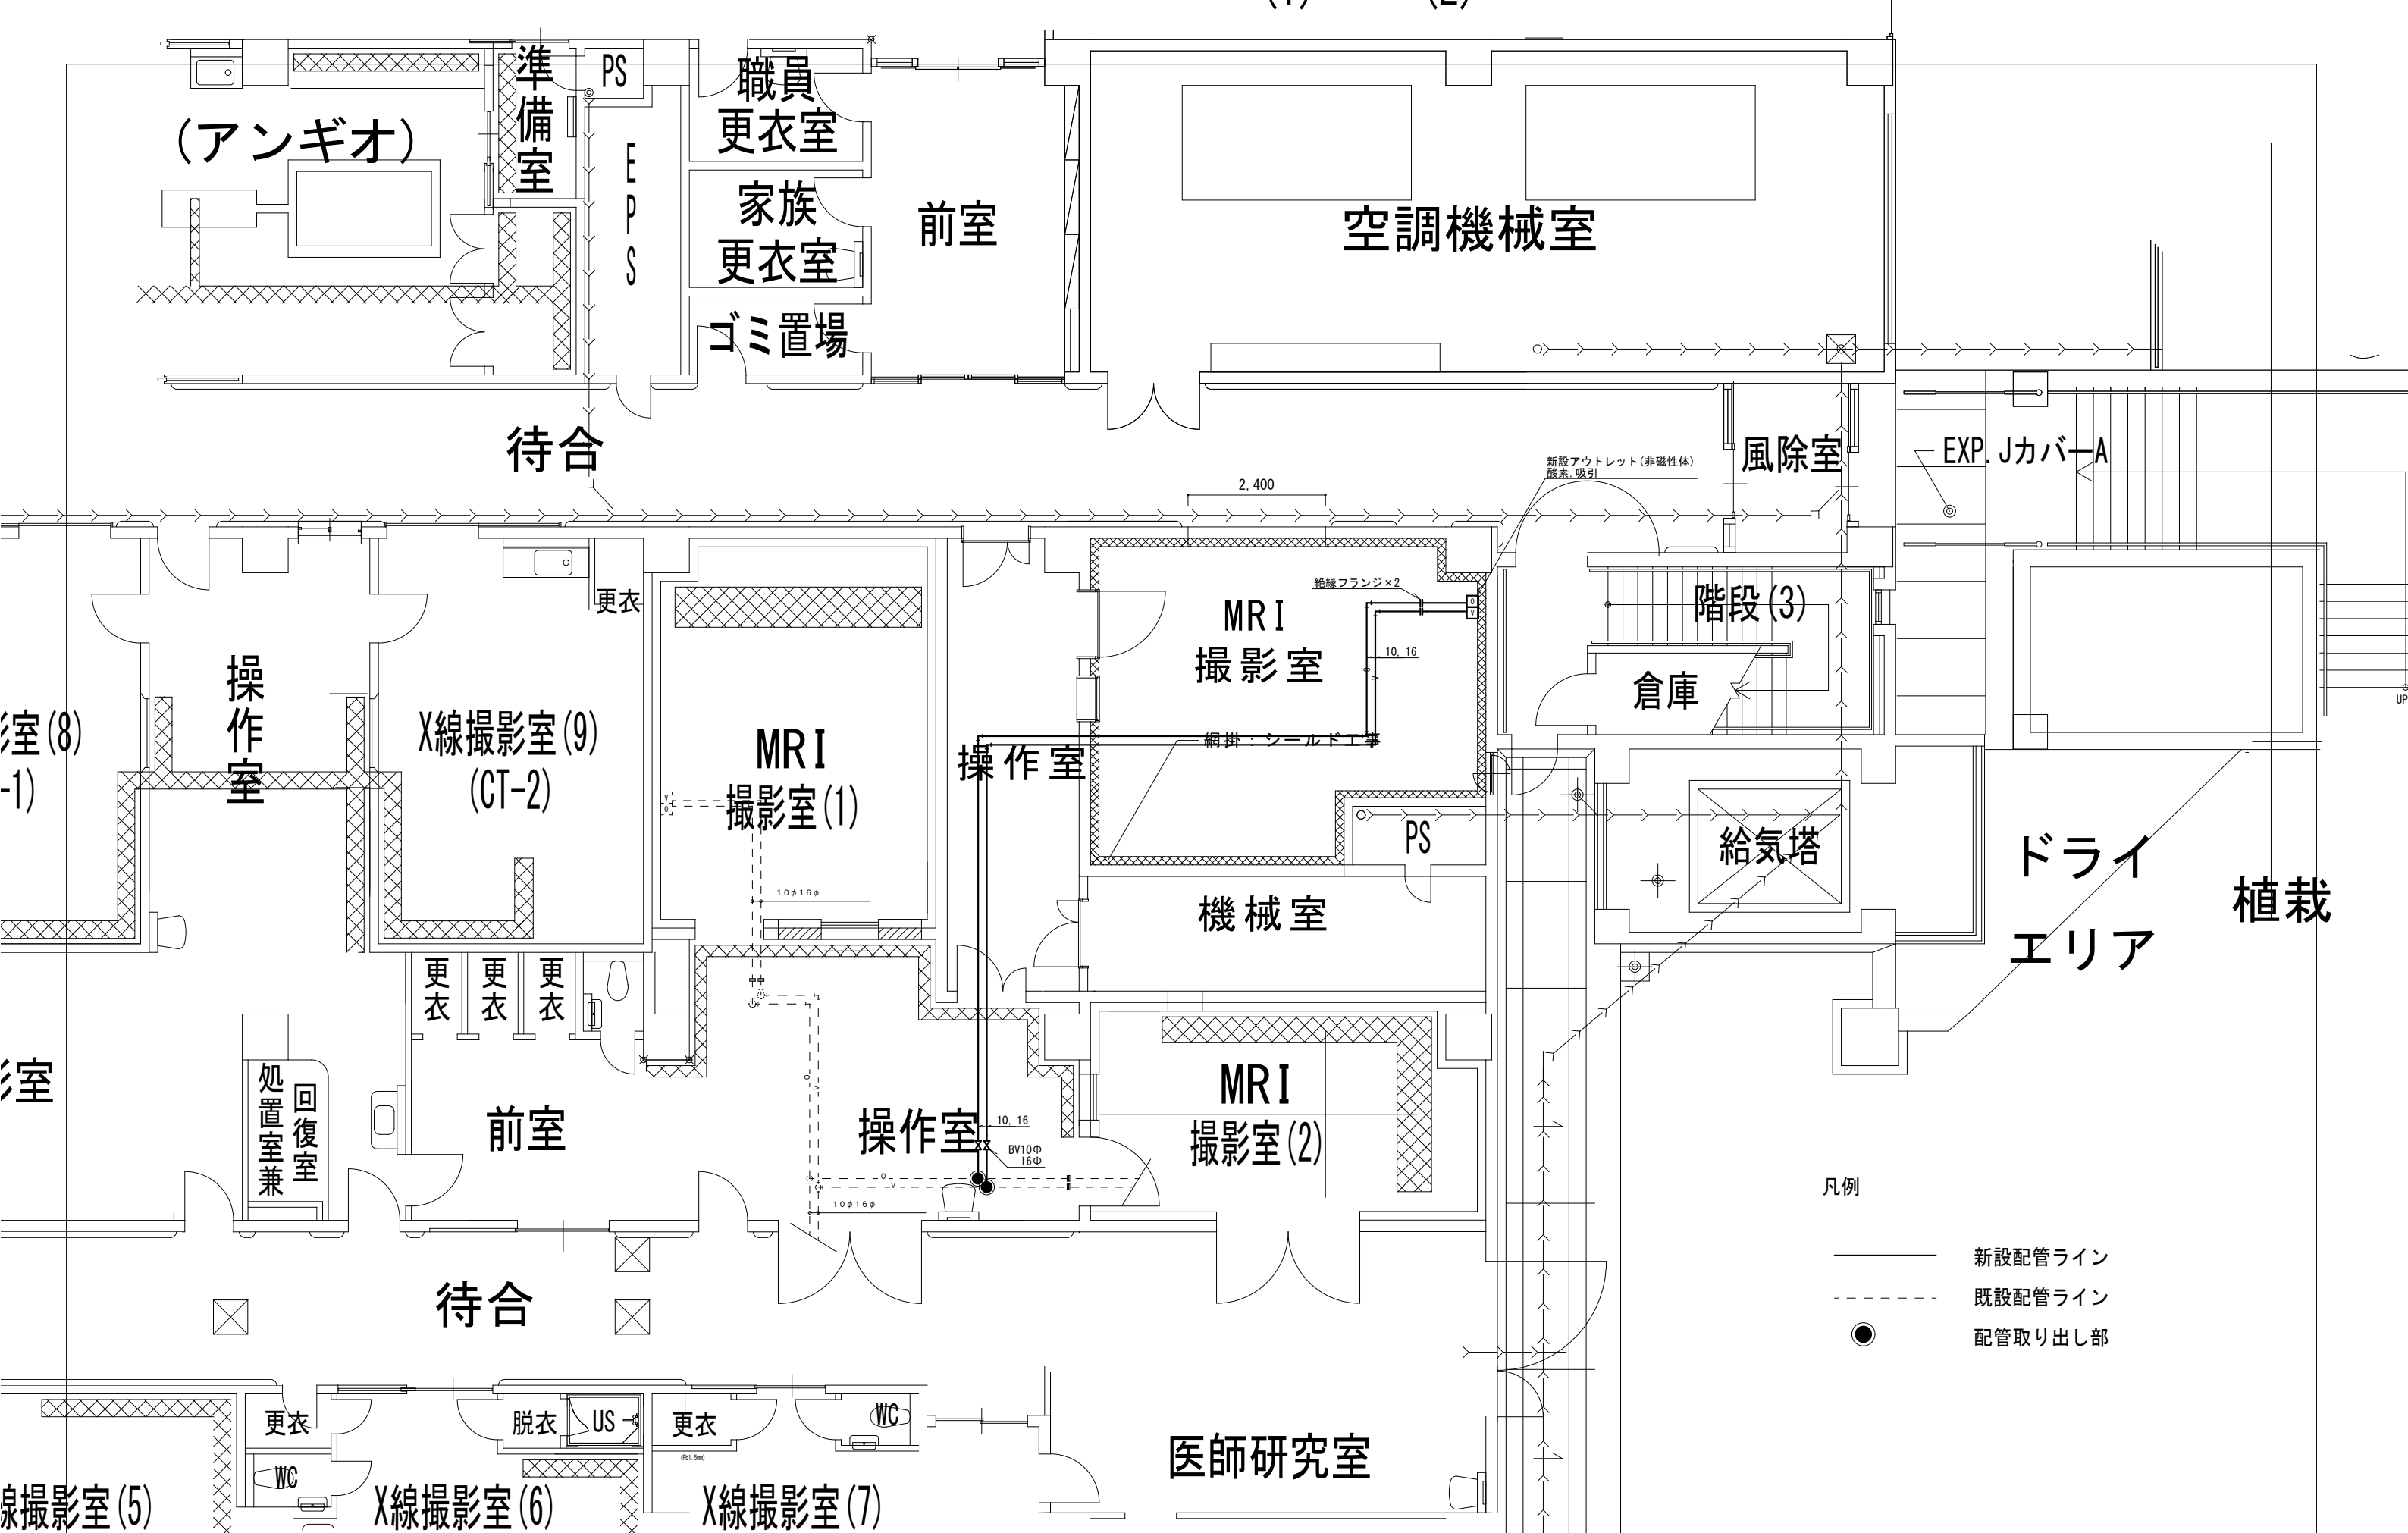 (1) (2)
準備室
PS
職員
更衣室
(アンギオ)
EPS
家族
更衣室
前室
空調機械室
ゴミ置場
待合
風除室
EXP.JカバーA
新設アウトレット(非磁性体)
酸素,吸引
2,400
更衣
絶縁フランジ×2
O
V
MRI
撮影室
10, 16
O
V
階段(3)
倉庫
UP
操作室
影室(8)
-1)
X線撮影室(9)
(CT-2)
MRI
撮影室(1)
V
O
操作室
網掛：シールド工事
PS
給気塔
ドライ
エリア
植栽
10φ16φ
機械室
更衣
更衣
更衣
影室
処置室兼
回復室
前室
O
V
操作室
10, 16
BV10Φ
16Φ
MRI
撮影室(2)
O
V
10φ16φ
凡例
新設配管ライン
既設配管ライン
配管取り出し部
待合
更衣
脱衣
US
更衣
WC
(Pb1.5mm)
医師研究室
WC
線撮影室(5)
X線撮影室(6)
X線撮影室(7)